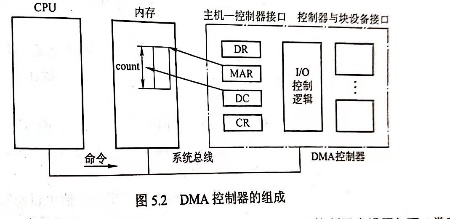 CPU
内存
主机—控制器接口
控制器与块设备接口
count
DR
MAR
DC
CR
I/O
控制
逻辑
命令
系统总线
DMA控制器
图 5.2 DMA 控制器的组成